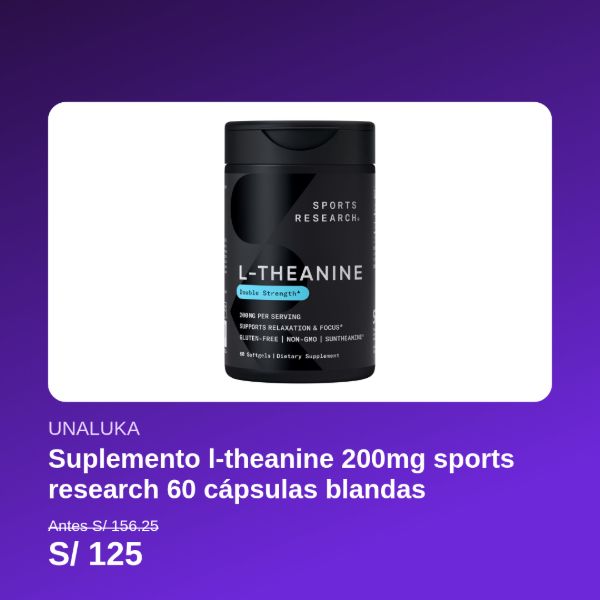 SPORTS
RESEARCH®
L-THEANINE
Double Strength*
200MG PER SERVING
SUPPORTS RELAXATION & FOCUS*
GLUTEN-FREE | NON-GMO | SUNTHEANINE®
60 Softgels | Dietary Supplement
UNALUKA
Suplemento l-theanine 200mg sports
research 60 cápsulas blandas
Antes S/ 156.25
S/ 125